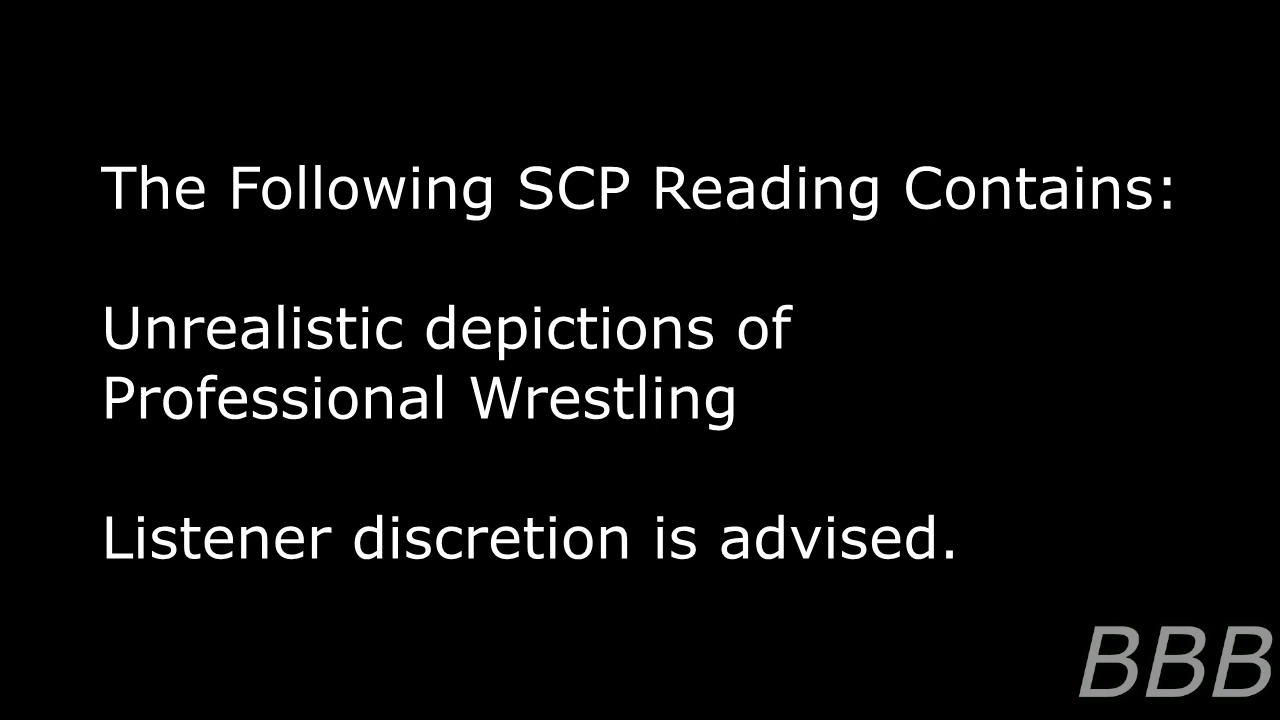 The Following SCP Reading Contains:
Unrealistic depictions of
Professional Wrestling
Listener discretion is advised.
BBB